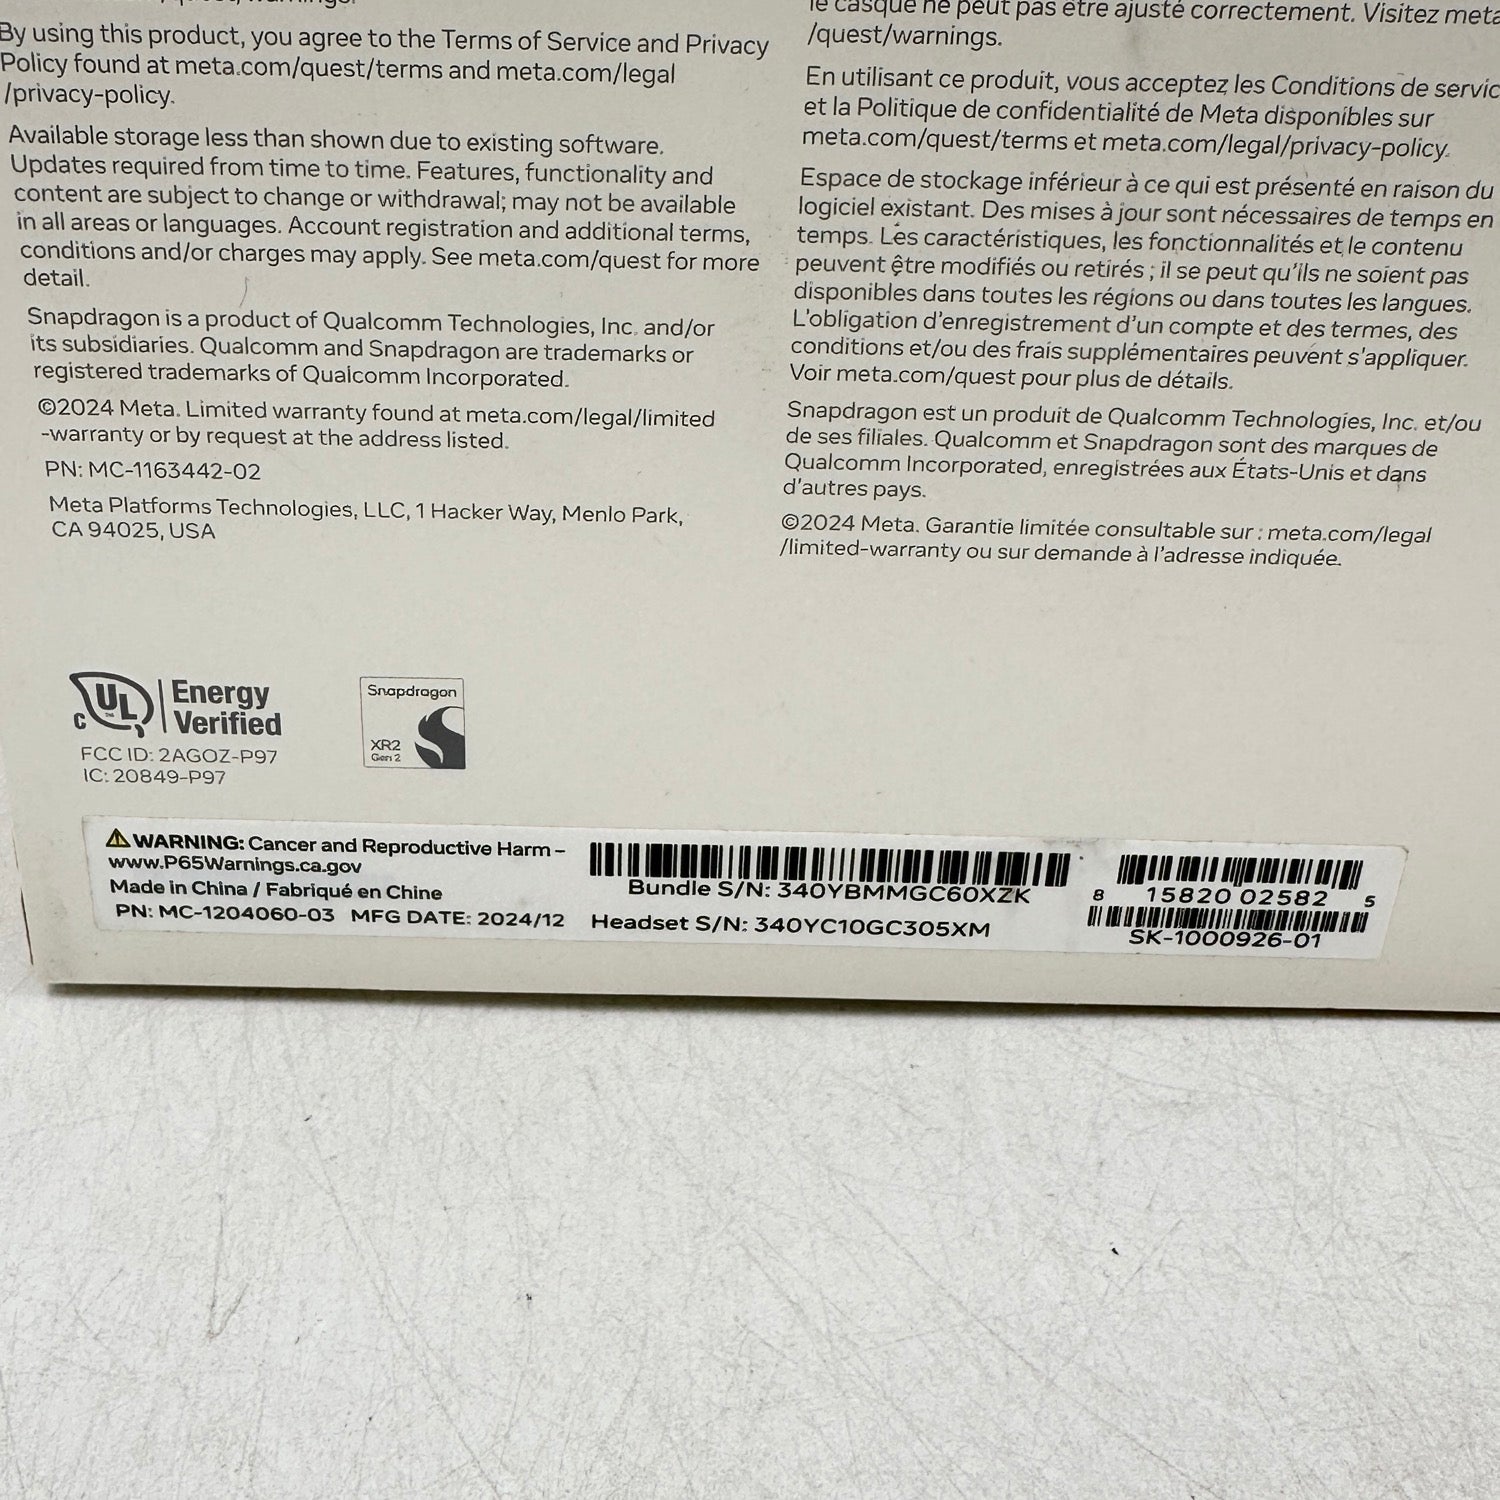 By using this product, you agree to the Terms of Service and Privacy
Policy found at meta.com/quest/terms and meta.com/legal
/privacy-policy.
Available storage less than shown due to existing software.
Updates required from time to time. Features, functionality and
content are subject to change or withdrawal; may not be available
in all areas or languages. Account registration and additional terms,
conditions and/or charges may apply. See meta.com/quest for more
detail.
Snapdragon is a product of Qualcomm Technologies, Inc. and/or
its subsidiaries. Qualcomm and Snapdragon are trademarks or
registered trademarks of Qualcomm Incorporated.
©2024 Meta. Limited warranty found at meta.com/legal/limited
-warranty or by request at the address listed.
PN: MC-1163442-02
Meta Platforms Technologies, LLC, 1 Hacker Way, Menlo Park,
CA 94025, USA
le casque ne peut pas être ajusté correctement. Visitez meta
/quest/warnings.
En utilisant ce produit, vous acceptez les Conditions de servic
et la Politique de confidentialité de Meta disponibles sur
meta.com/quest/terms et meta.com/legal/privacy-policy.
Espace de stockage inférieur à ce qui est présenté en raison du
logiciel existant. Des mises à jour sont nécessaires de temps en
temps. Les caractéristiques, les fonctionnalités et le contenu
peuvent être modifiés ou retirés ; il se peut qu'ils ne soient pas
disponibles dans toutes les régions ou dans toutes les langues.
L'obligation d'enregistrement d'un compte et des termes, des
conditions et/ou des frais supplémentaires peuvent s'appliquer.
Voir meta.com/quest pour plus de détails.
Snapdragon est un produit de Qualcomm Technologies, Inc. et/ou
de ses filiales. Qualcomm et Snapdragon sont des marques de
Qualcomm Incorporated, enregistrées aux États-Unis et dans
d'autres pays.
©2024 Meta. Garantie limitée consultable sur : meta.com/legal
/limited-warranty ou sur demande à l'adresse indiquée.
C UL Energy
Verified
FCC ID: 2AGOZ-P97
IC: 20849-P97
Snapdragon
XR2
Gen 2
WARNING: Cancer and Reproductive Harm –
www.P65Warnings.ca.gov
Made in China / Fabriqué en Chine
PN: MC-1204060-03 MFG DATE: 2024/12
Bundle S/N: 340YBMMGC60XZK
Headset S/N: 340YC10GC305XM
8 15820 02582 5
SK-1000926-01